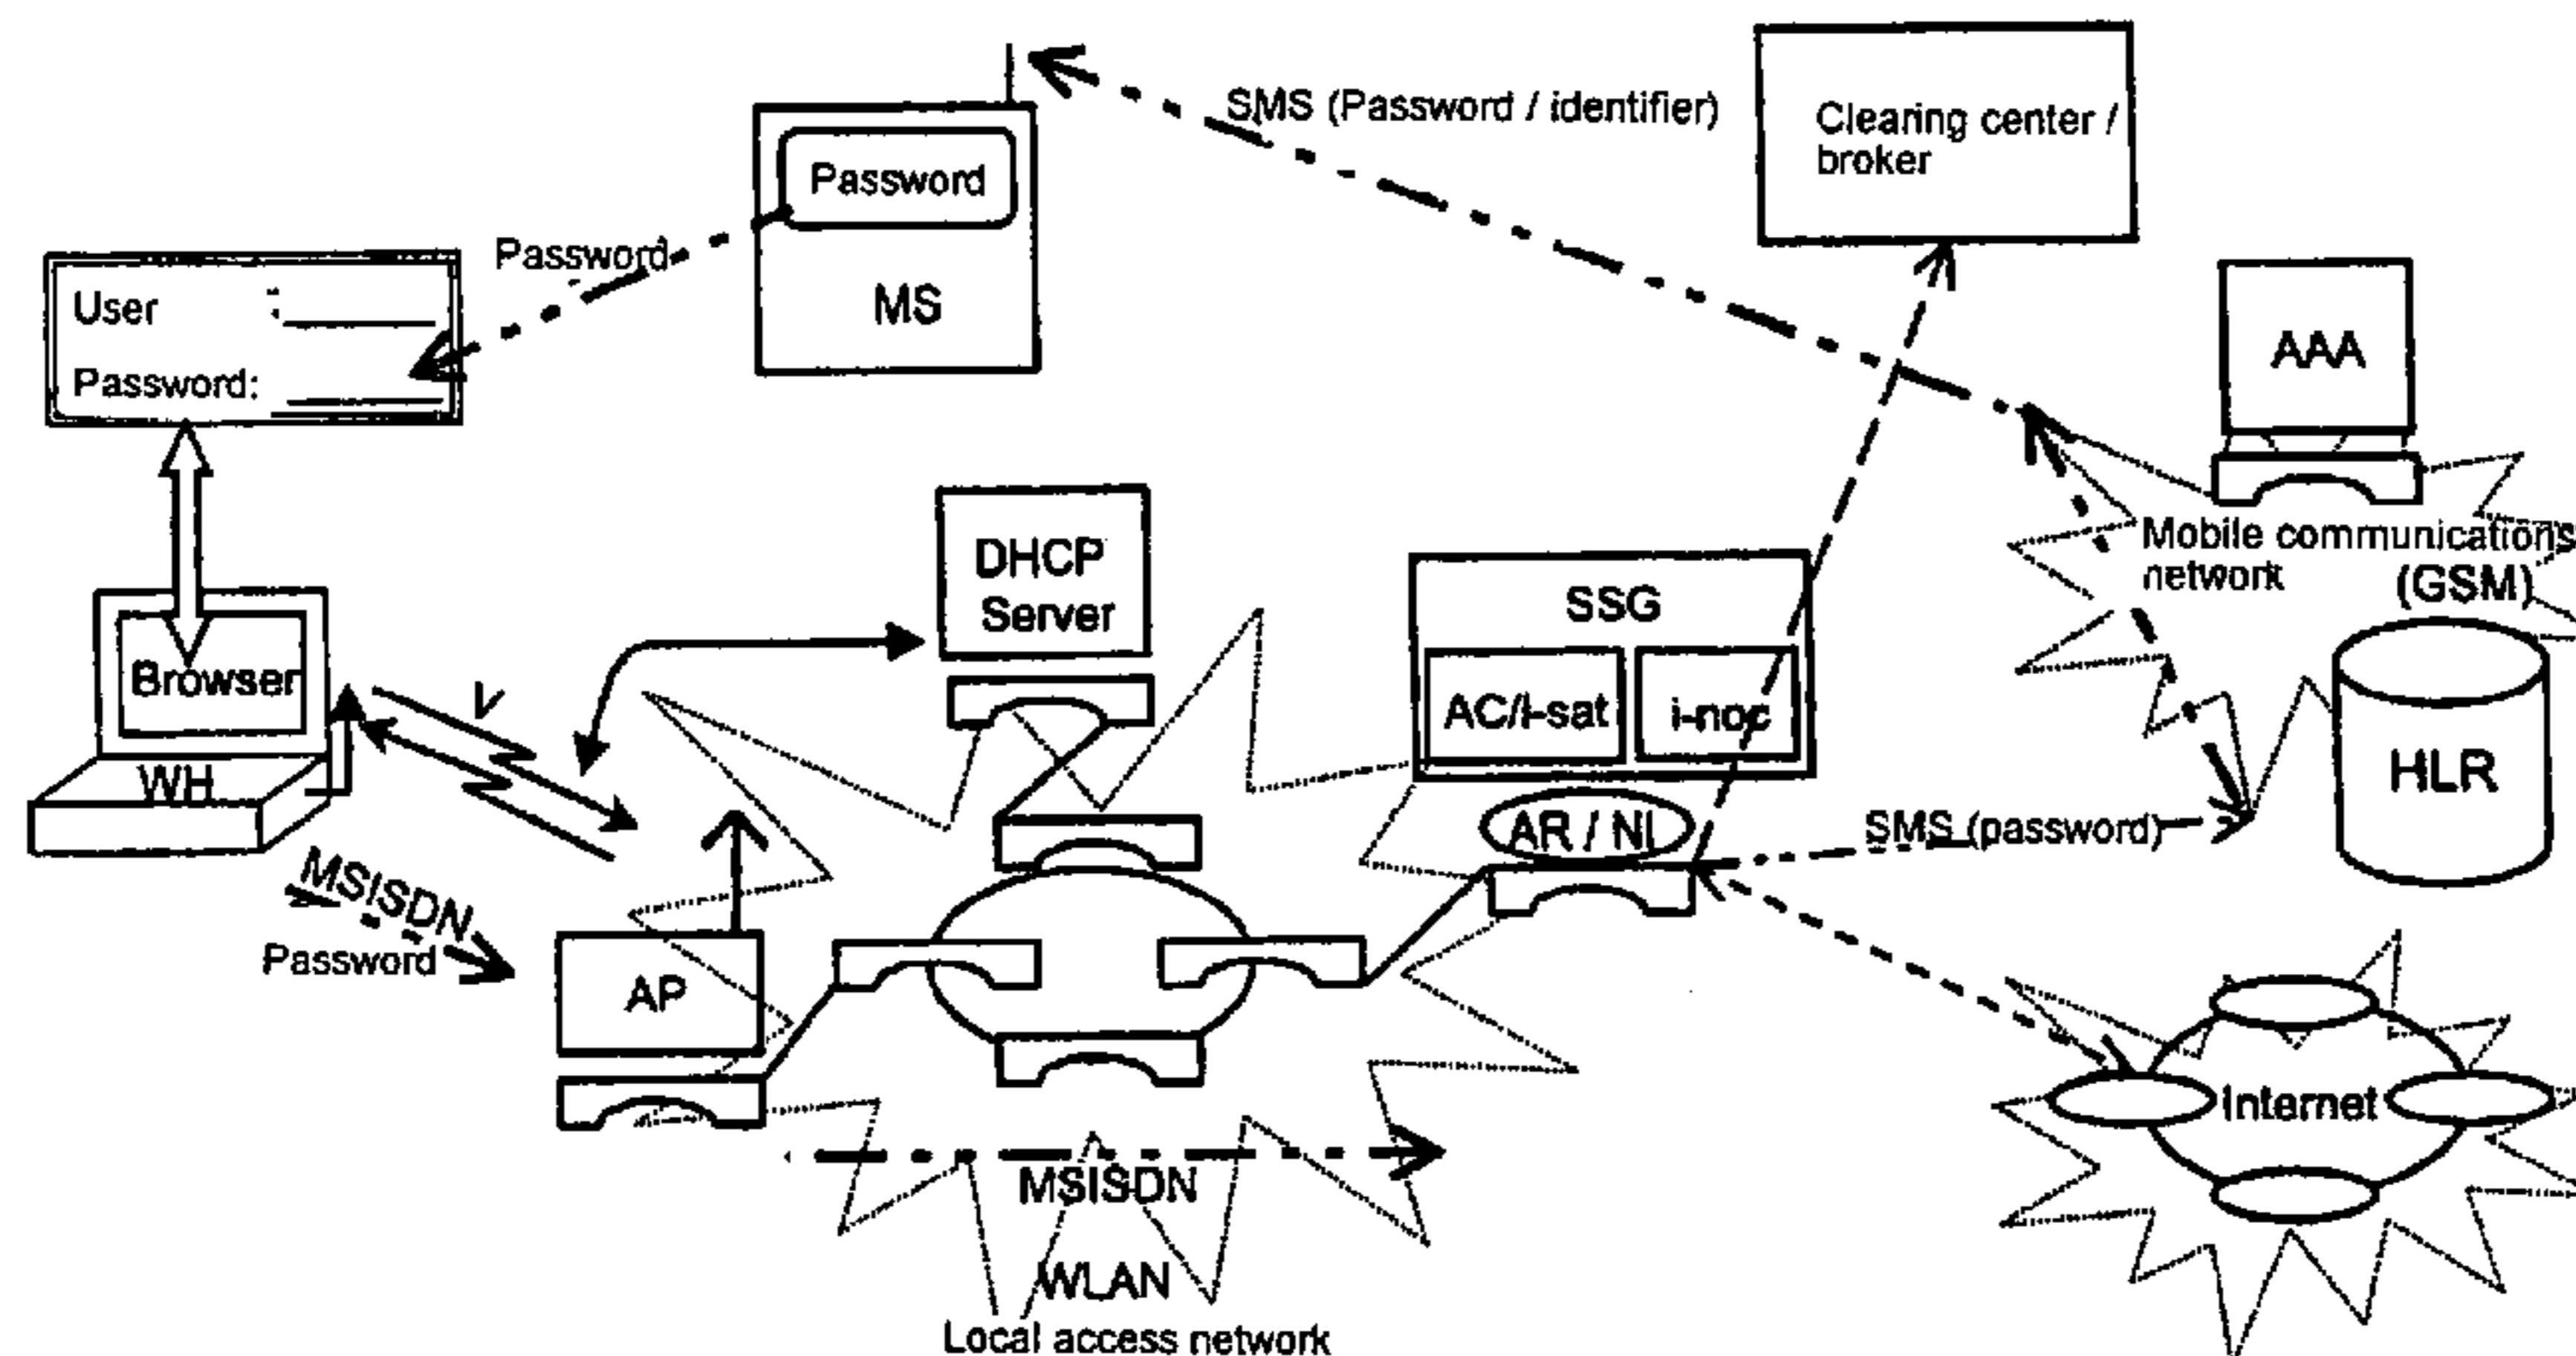 SMS (Password / identifier)
Clearing center /
broker
Password
MS
Password
User :
Password:
AAA
Mobile communications
network (GSM)
DHCP
Server
SSG
AC/I-sat
i-noc
Browser
V
WH
AR / NI
SMS (password)
HLR
MSISDN
Password
AP
Internet
MSISDN
WLAN
Local access network